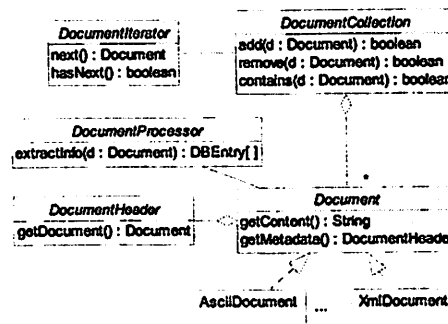 DocumentIterator
next() : Document
hasNext() : boolean
DocumentCollection
add(d : Document) : boolean
remove(d : Document) : boolean
contains(d : Document) : boolean
DocumentProcessor
extractInfo(d : Document) : DBEntry[ ]
*
DocumentHeader
getDocument() : Document
Document
getContent() : String
getMetadata() : DocumentHeader
AsciiDocument ... XmlDocument